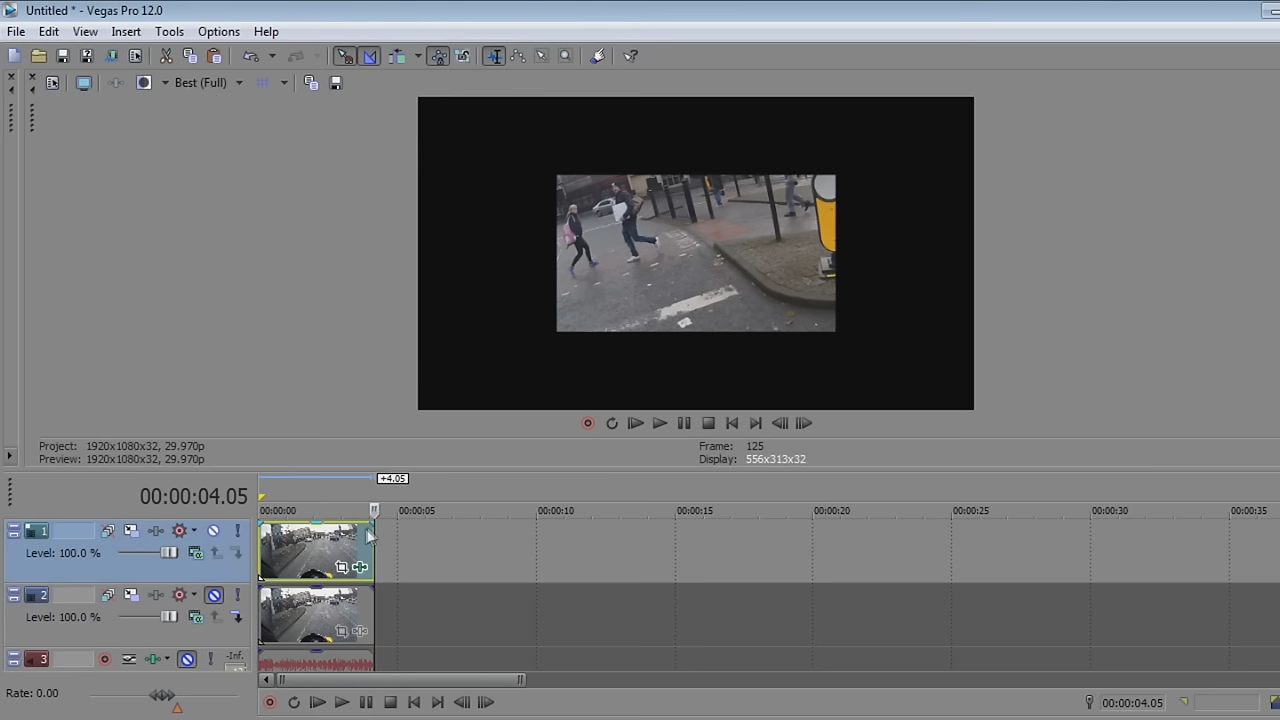 Untitled * - Vegas Pro 12.0
File Edit View Insert Tools Options Help
Best (Full)
Project: 1920x1080x32, 29.970p
Preview: 1920x1080x32, 29.970p
Frame: 125
Display: 556x313x32
+4.05
00:00:04.05
00:00:00 00:00:05 00:00:10 00:00:15 00:00:20 00:00:25 00:00:30 00:00:35
1
Level: 100.0 %
2
Level: 100.0 %
3
-Inf.
Rate: 0.00
00:00:04.05